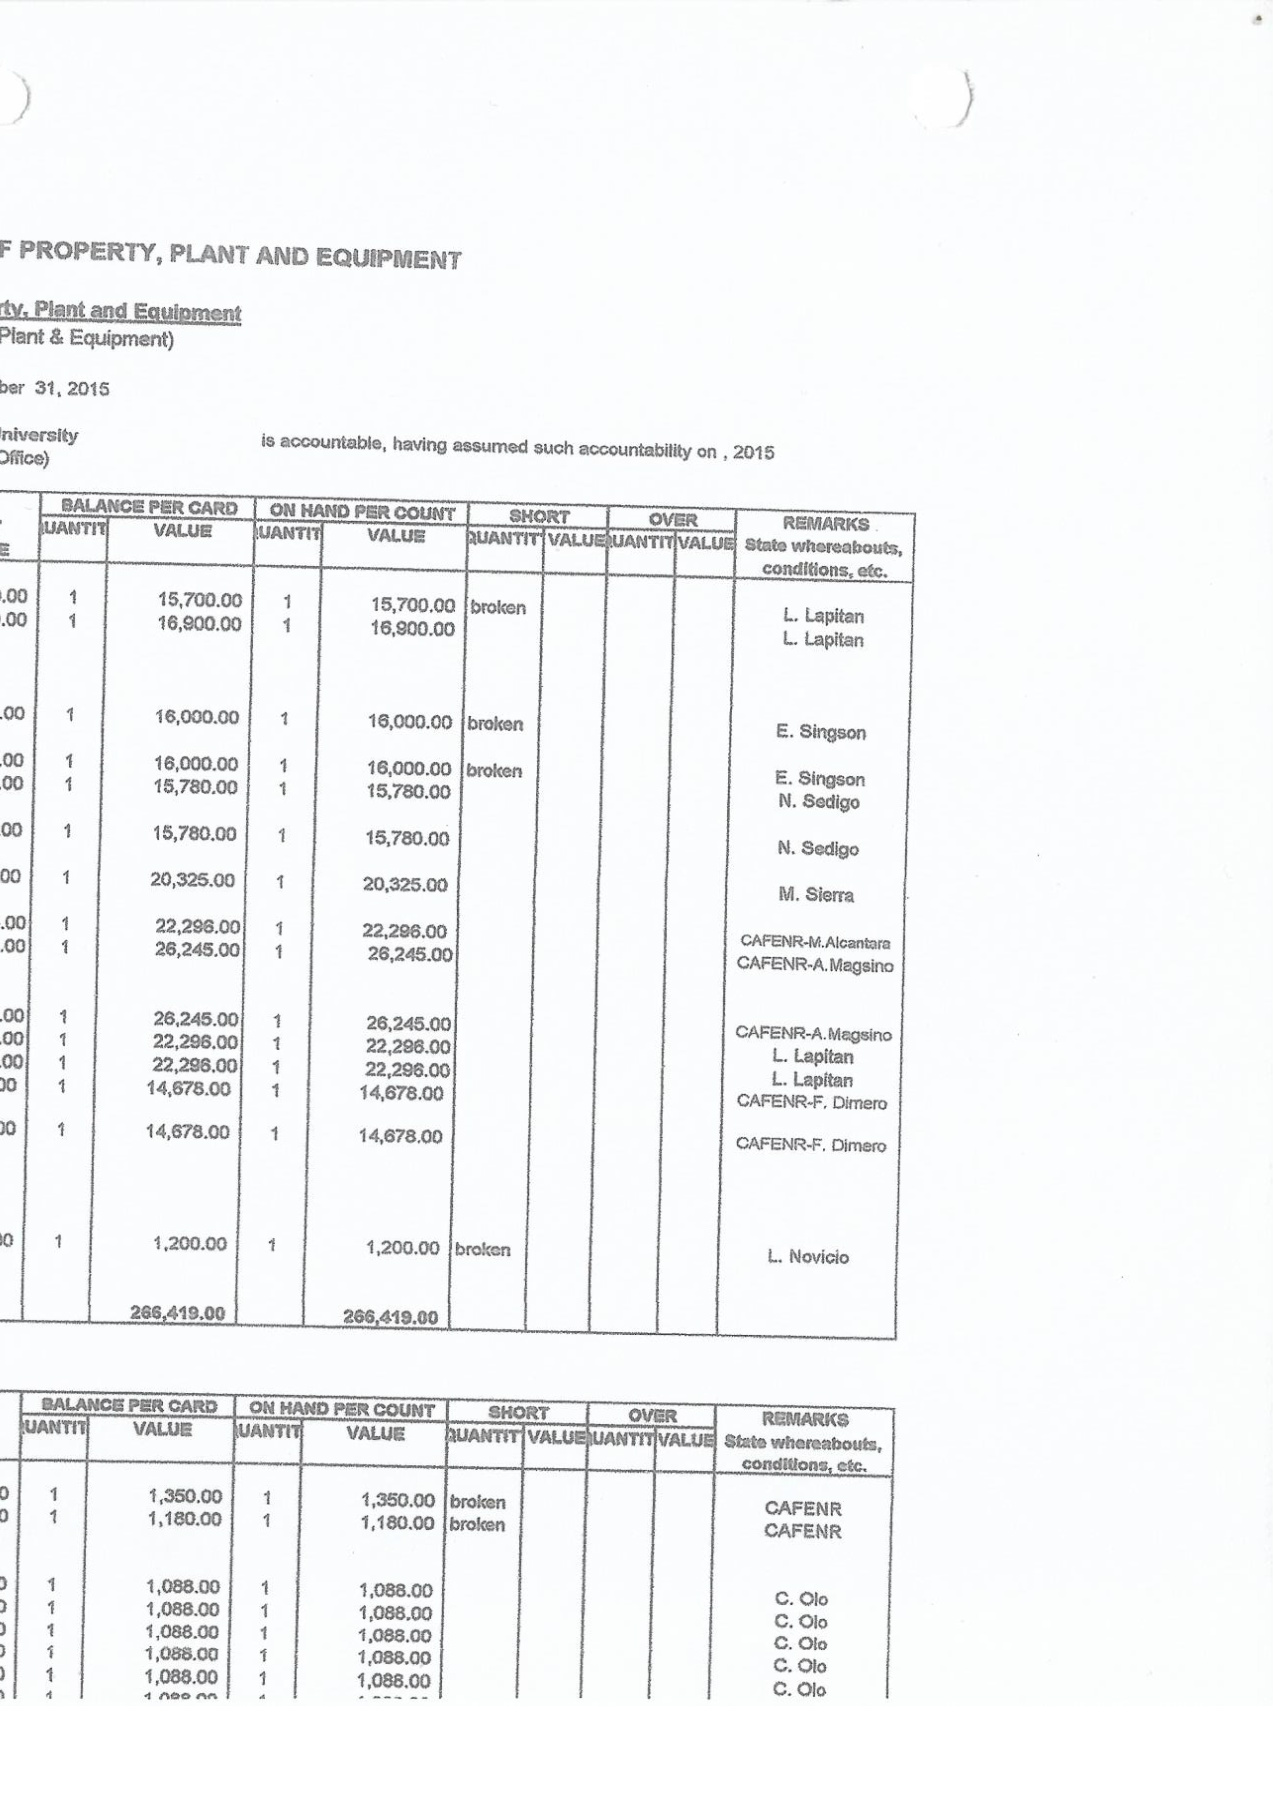 F PROPERTY, PLANT AND EQUIPMENT
rty, Plant and Equipment
Plant & Equipment)
ber 31, 2015
niversity is accountable, having assumed such accountability on , 2015
Office)
BALANCE PER CARD ON HAND PER COUNT SHORT OVER REMARKS
UANTIT VALUE UANTIT VALUE QUANTIT VALUE UANTIT VALUE State whereabouts,
E conditions, etc.
.00 1 15,700.00 1 15,700.00 broken L. Lapitan
.00 1 16,900.00 1 16,900.00 L. Lapitan
.00 1 16,000.00 1 16,000.00 broken E. Singson
.00 1 16,000.00 1 16,000.00 broken E. Singson
.00 1 15,780.00 1 15,780.00 N. Sedigo
00 1 15,780.00 1 15,780.00 N. Sedigo
00 1 20,325.00 1 20,325.00 M. Sierra
.00 1 22,296.00 1 22,296.00 CAFENR-M.Alcantara
.00 1 26,245.00 1 26,245.00 CAFENR-A.Magsino
.00 1 26,245.00 1 26,245.00 CAFENR-A.Magsino
.00 1 22,296.00 1 22,296.00 L. Lapitan
.00 1 22,296.00 1 22,296.00 L. Lapitan
00 1 14,678.00 1 14,678.00 CAFENR-F. Dimero
00 1 14,678.00 1 14,678.00 CAFENR-F. Dimero
00 1 1,200.00 1 1,200.00 broken L. Novicio
266,419.00 266,419.00
BALANCE PER CARD ON HAND PER COUNT SHORT OVER REMARKS
UANTIT VALUE UANTIT VALUE QUANTIT VALUE UANTIT VALUE State whereabouts,
conditions, etc.
0 1 1,350.00 1 1,350.00 broken CAFENR
0 1 1,180.00 1 1,180.00 broken CAFENR
1 1,088.00 1 1,088.00 C. Olo
1 1,088.00 1 1,088.00 C. Olo
1 1,088.00 1 1,088.00 C. Olo
1 1,088.00 1 1,088.00 C. Olo
1 1,088.00 1 1,088.00 C. Olo